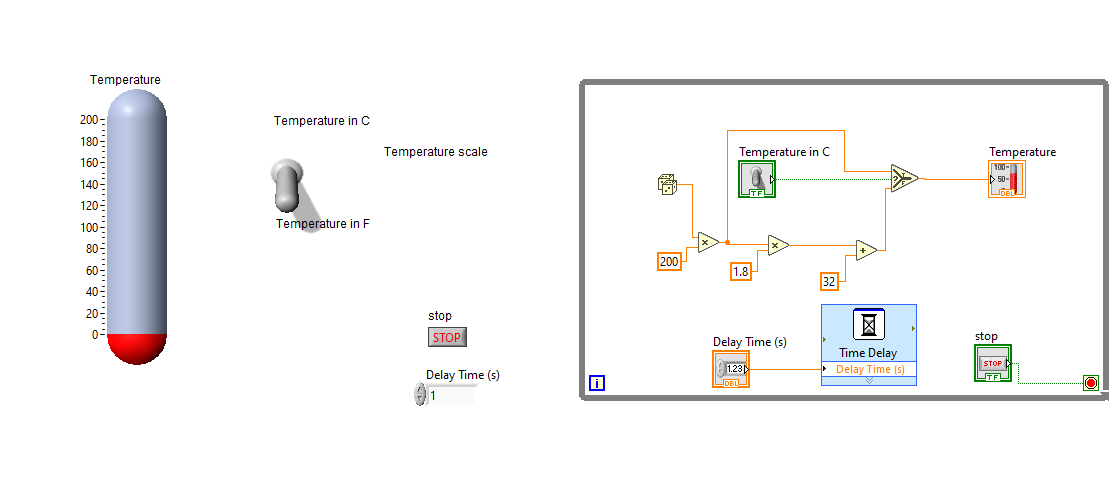 Temperature
200
180
160
140
120
100
80
60
40
20
0
Temperature in C
Temperature scale
Temperature in F
stop
STOP
Delay Time (s)
1
Temperature in C
TF
Temperature
100
50
0
DBL
?
T
F
×
200
×
1.8
+
32
Delay Time (s)
1.23
DBL
Time Delay
Delay Time (s)
stop
STOP
TF
i